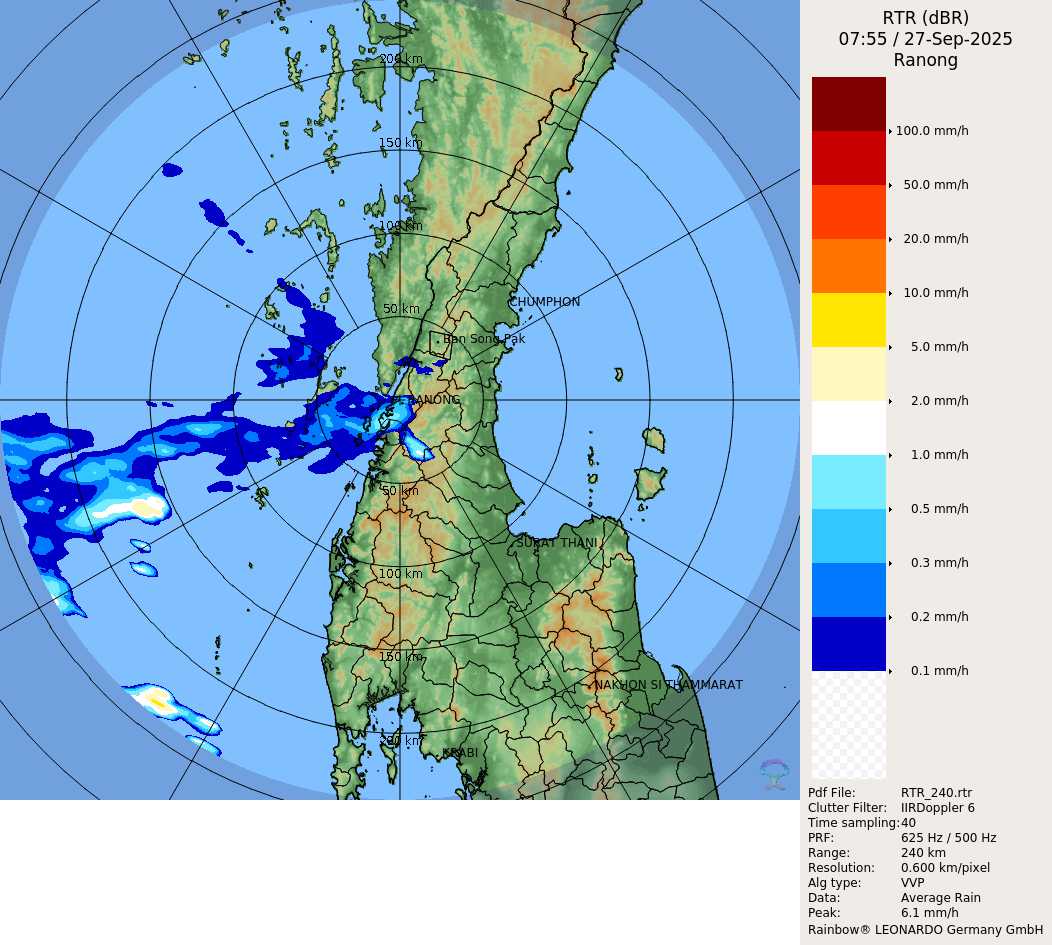 RTR (dBR)
07:55 / 27-Sep-2025
Ranong
200 km
150 km
100 km
CHUMPHON
50 km
Ban Song Pak
RANONG
50 km
SURAT THANI
100 km
150 km
NAKHON SI THAMMARAT
200 km
KRABI
100.0 mm/h
50.0 mm/h
20.0 mm/h
10.0 mm/h
5.0 mm/h
2.0 mm/h
1.0 mm/h
0.5 mm/h
0.3 mm/h
0.2 mm/h
0.1 mm/h
Pdf File: RTR_240.rtr
Clutter Filter: IIRDoppler 6
Time sampling:40
PRF: 625 Hz / 500 Hz
Range: 240 km
Resolution: 0.600 km/pixel
Alg type: VVP
Data: Average Rain
Peak: 6.1 mm/h
Rainbow® LEONARDO Germany GmbH